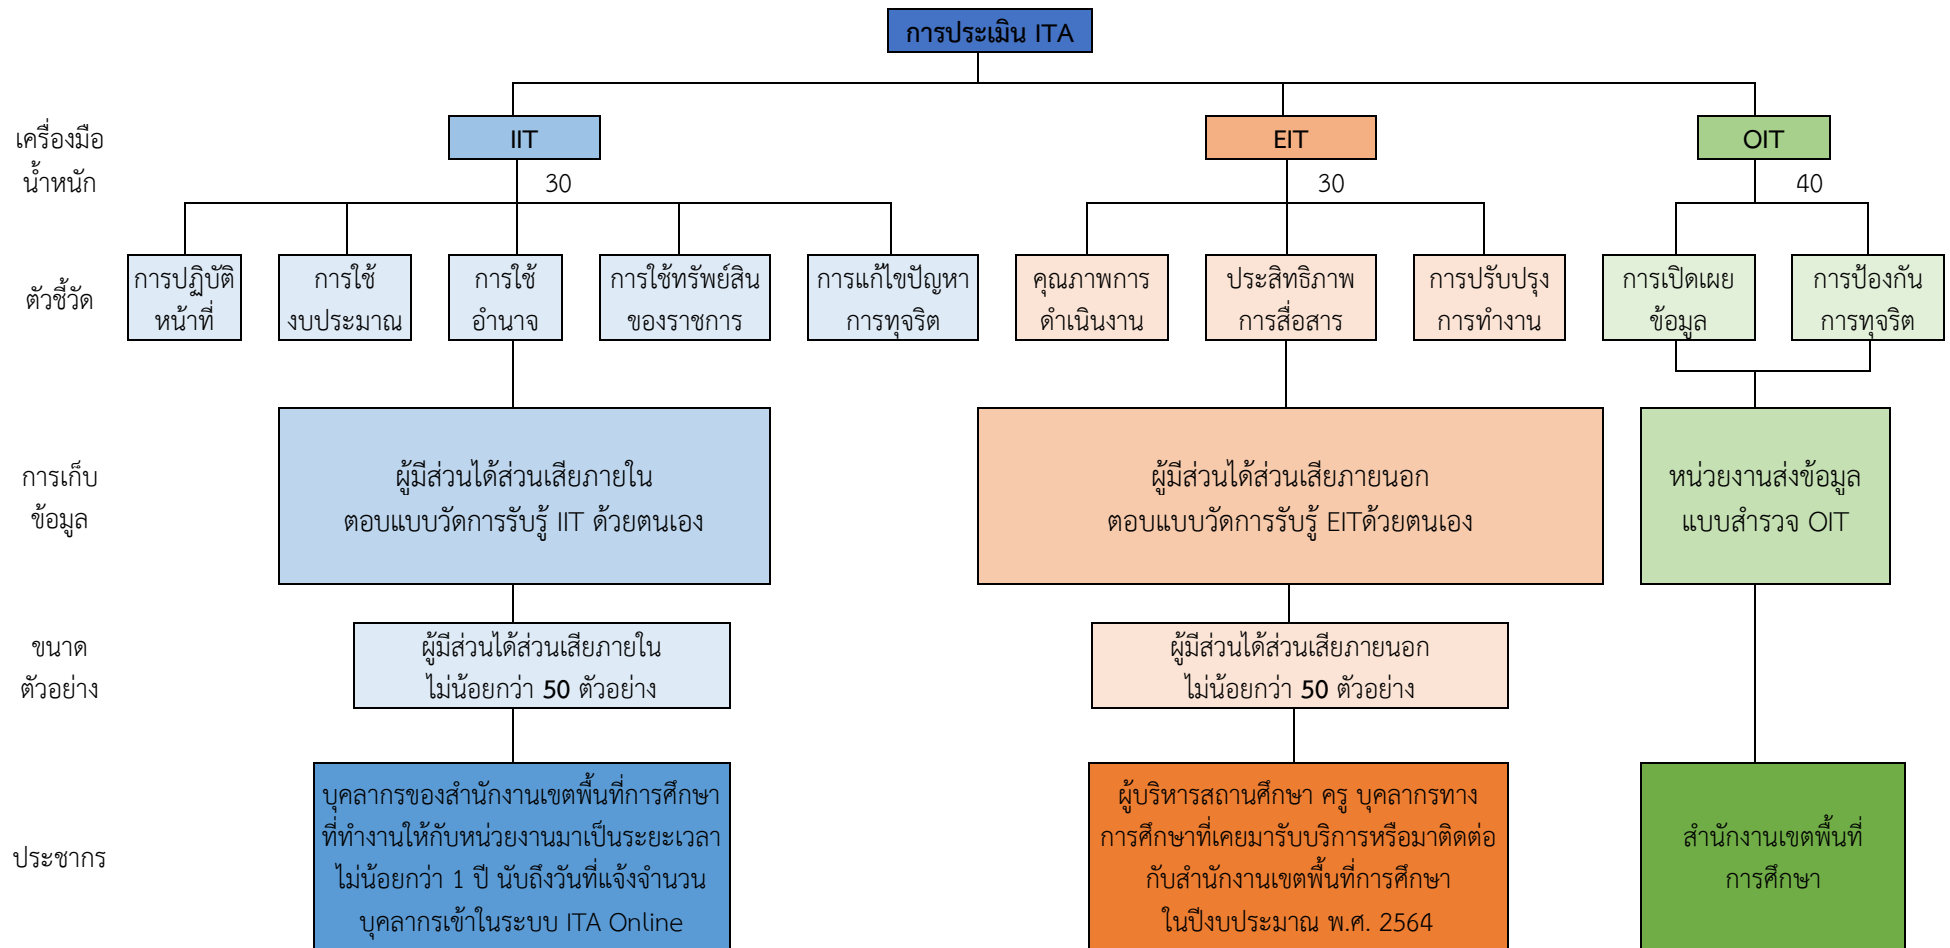 การประเมิน ITA
เครื่องมือ
น้ำหนัก
IIT
30
EIT
30
OIT
40
ตัวชี้วัด
การปฏิบัติ
หน้าที่
การใช้
งบประมาณ
การใช้
อำนาจ
การใช้ทรัพย์สิน
ของราชการ
การแก้ไขปัญหา
การทุจริต
คุณภาพการ
ดำเนินงาน
ประสิทธิภาพ
การสื่อสาร
การปรับปรุง
การทำงาน
การเปิดเผย
ข้อมูล
การป้องกัน
การทุจริต
การเก็บ
ข้อมูล
ผู้มีส่วนได้ส่วนเสียภายใน
ตอบแบบวัดการรับรู้ IIT ด้วยตนเอง
ผู้มีส่วนได้ส่วนเสียภายนอก
ตอบแบบวัดการรับรู้ EITด้วยตนเอง
หน่วยงานส่งข้อมูล
แบบสำรวจ OIT
ขนาด
ตัวอย่าง
ผู้มีส่วนได้ส่วนเสียภายใน
ไม่น้อยกว่า 50 ตัวอย่าง
ผู้มีส่วนได้ส่วนเสียภายนอก
ไม่น้อยกว่า 50 ตัวอย่าง
ประชากร
บุคลากรของสำนักงานเขตพื้นที่การศึกษา
ที่ทำงานให้กับหน่วยงานมาเป็นระยะเวลา
ไม่น้อยกว่า 1 ปี นับถึงวันที่แจ้งจำนวน
บุคลากรเข้าในระบบ ITA Online
ผู้บริหารสถานศึกษา ครู บุคลากรทาง
การศึกษาที่เคยมารับบริการหรือมาติดต่อ
กับสำนักงานเขตพื้นที่การศึกษา
ในปีงบประมาณ พ.ศ. 2564
สำนักงานเขตพื้นที่
การศึกษา